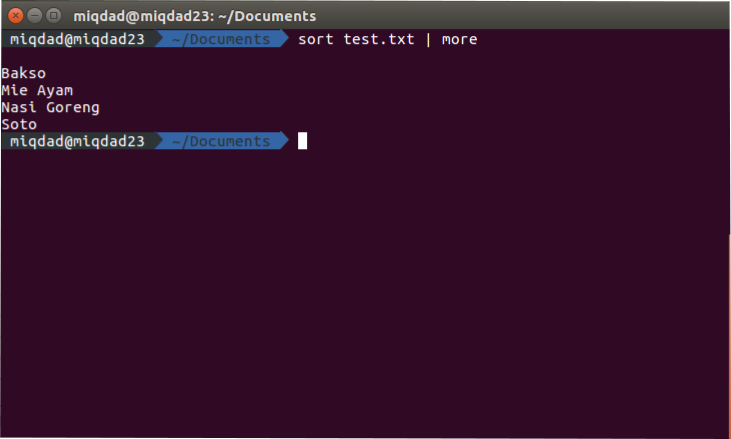 miqdad@miqdad23: ~/Documents
miqdad@miqdad23 ~/Documents sort test.txt | more
Bakso
Mie Ayam
Nasi Goreng
Soto
miqdad@miqdad23 ~/Documents